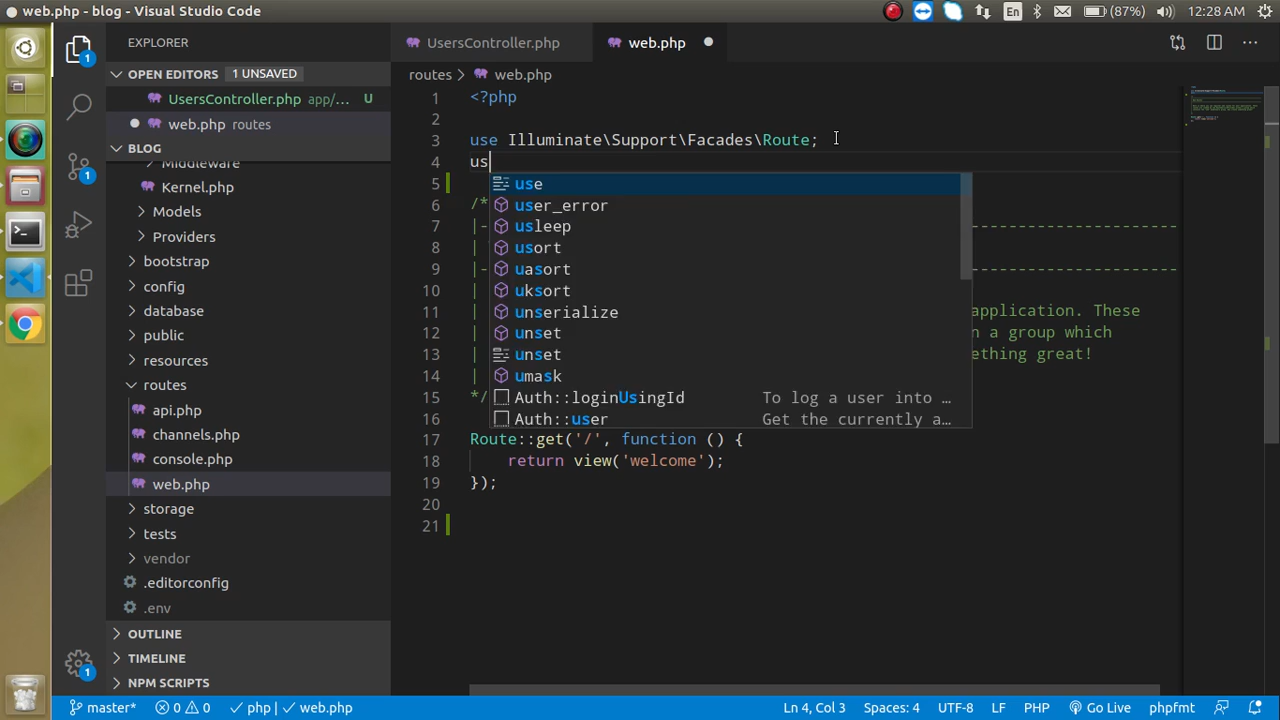 web.php - blog - Visual Studio Code
En
(87%)
12:28 AM
EXPLORER
OPEN EDITORS 1 UNSAVED
UsersController.php app/... U
web.php routes
BLOG
Middleware
Kernel.php
Models
Providers
bootstrap
config
database
public
resources
routes
api.php
channels.php
console.php
web.php
storage
tests
vendor
.editorconfig
.env
OUTLINE
TIMELINE
NPM SCRIPTS
1
1
1
UsersController.php
web.php
routes > web.php
1 <?php
2
3 use Illuminate\Support\Facades\Route;
4 us
5
6 /*
7 |-
8 |
9 |-
10 | application. These
11 | n a group which
12 | ething great!
13 |
14 |
15 */
16
17 Route::get('/', function () {
18 return view('welcome');
19 });
20
21
use
user_error
usleep
usort
uasort
uksort
unserialize
unset
unset
umask
Auth::loginUsingId To log a user into ...
Auth::user Get the currently a...
master* 0 0 php | web.php
Ln 4, Col 3 Spaces: 4 UTF-8 LF PHP Go Live phpfmt